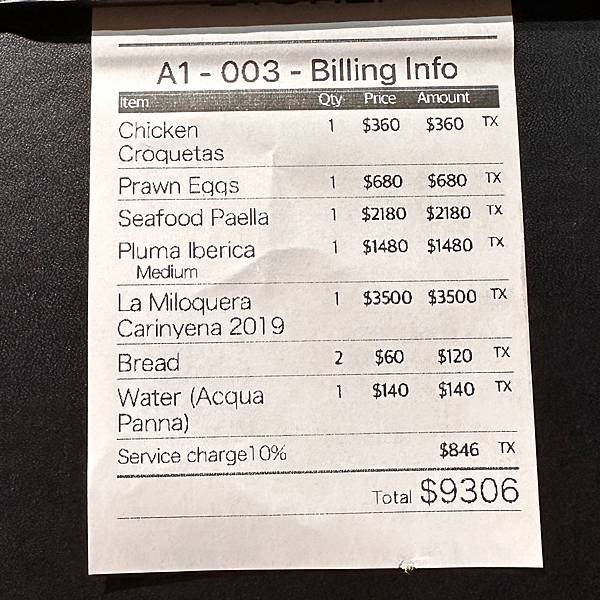 A1 - 003 - Billing Info
Item Qty Price Amount
Chicken 1 $360 $360 TX
Croquetas
Prawn Eggs 1 $680 $680 TX
Seafood Paella 1 $2180 $2180 TX
Pluma Iberica 1 $1480 $1480 TX
Medium
La Miloquera 1 $3500 $3500 TX
Carinyena 2019
Bread 2 $60 $120 TX
Water (Acqua 1 $140 $140 TX
Panna)
Service charge10% $846 TX
Total $9306